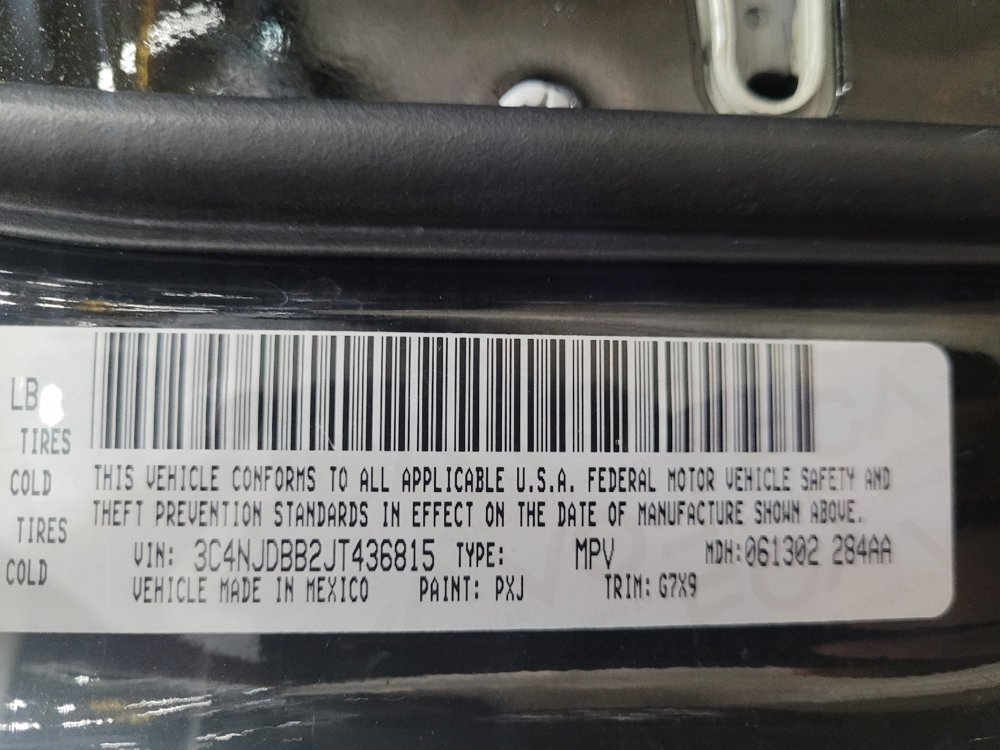 LB
TIRES
COLD
TIRES
COLD
THIS VEHICLE CONFORMS TO ALL APPLICABLE U.S.A. FEDERAL MOTOR VEHICLE SAFETY AND
THEFT PREVENTION STANDARDS IN EFFECT ON THE DATE OF MANUFACTURE SHOWN ABOVE.
VIN: 3C4NJDBB2JT436815 TYPE: MPV MDH:061302 284AA
VEHICLE MADE IN MEXICO PAINT: PXJ TRIM: G7X9